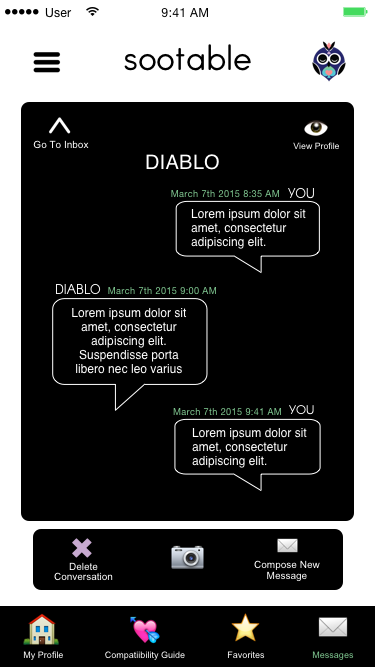 User
9:41 AM
sootable
Go To Inbox
View Profile
DIABLO
March 7th 2015 8:35 AM YOU
Lorem ipsum dolor sit
amet, consectetur
adipiscing elit.
DIABLO March 7th 2015 9:00 AM
Lorem ipsum dolor sit
amet, consectetur
adipiscing elit.
Suspendisse porta
libero nec leo varius
March 7th 2015 9:41 AM YOU
Lorem ipsum dolor sit
amet, consectetur
adipiscing elit.
Delete
Conversation
Compose New
Message
My Profile
Compatiibility Guide
Favorites
Messages